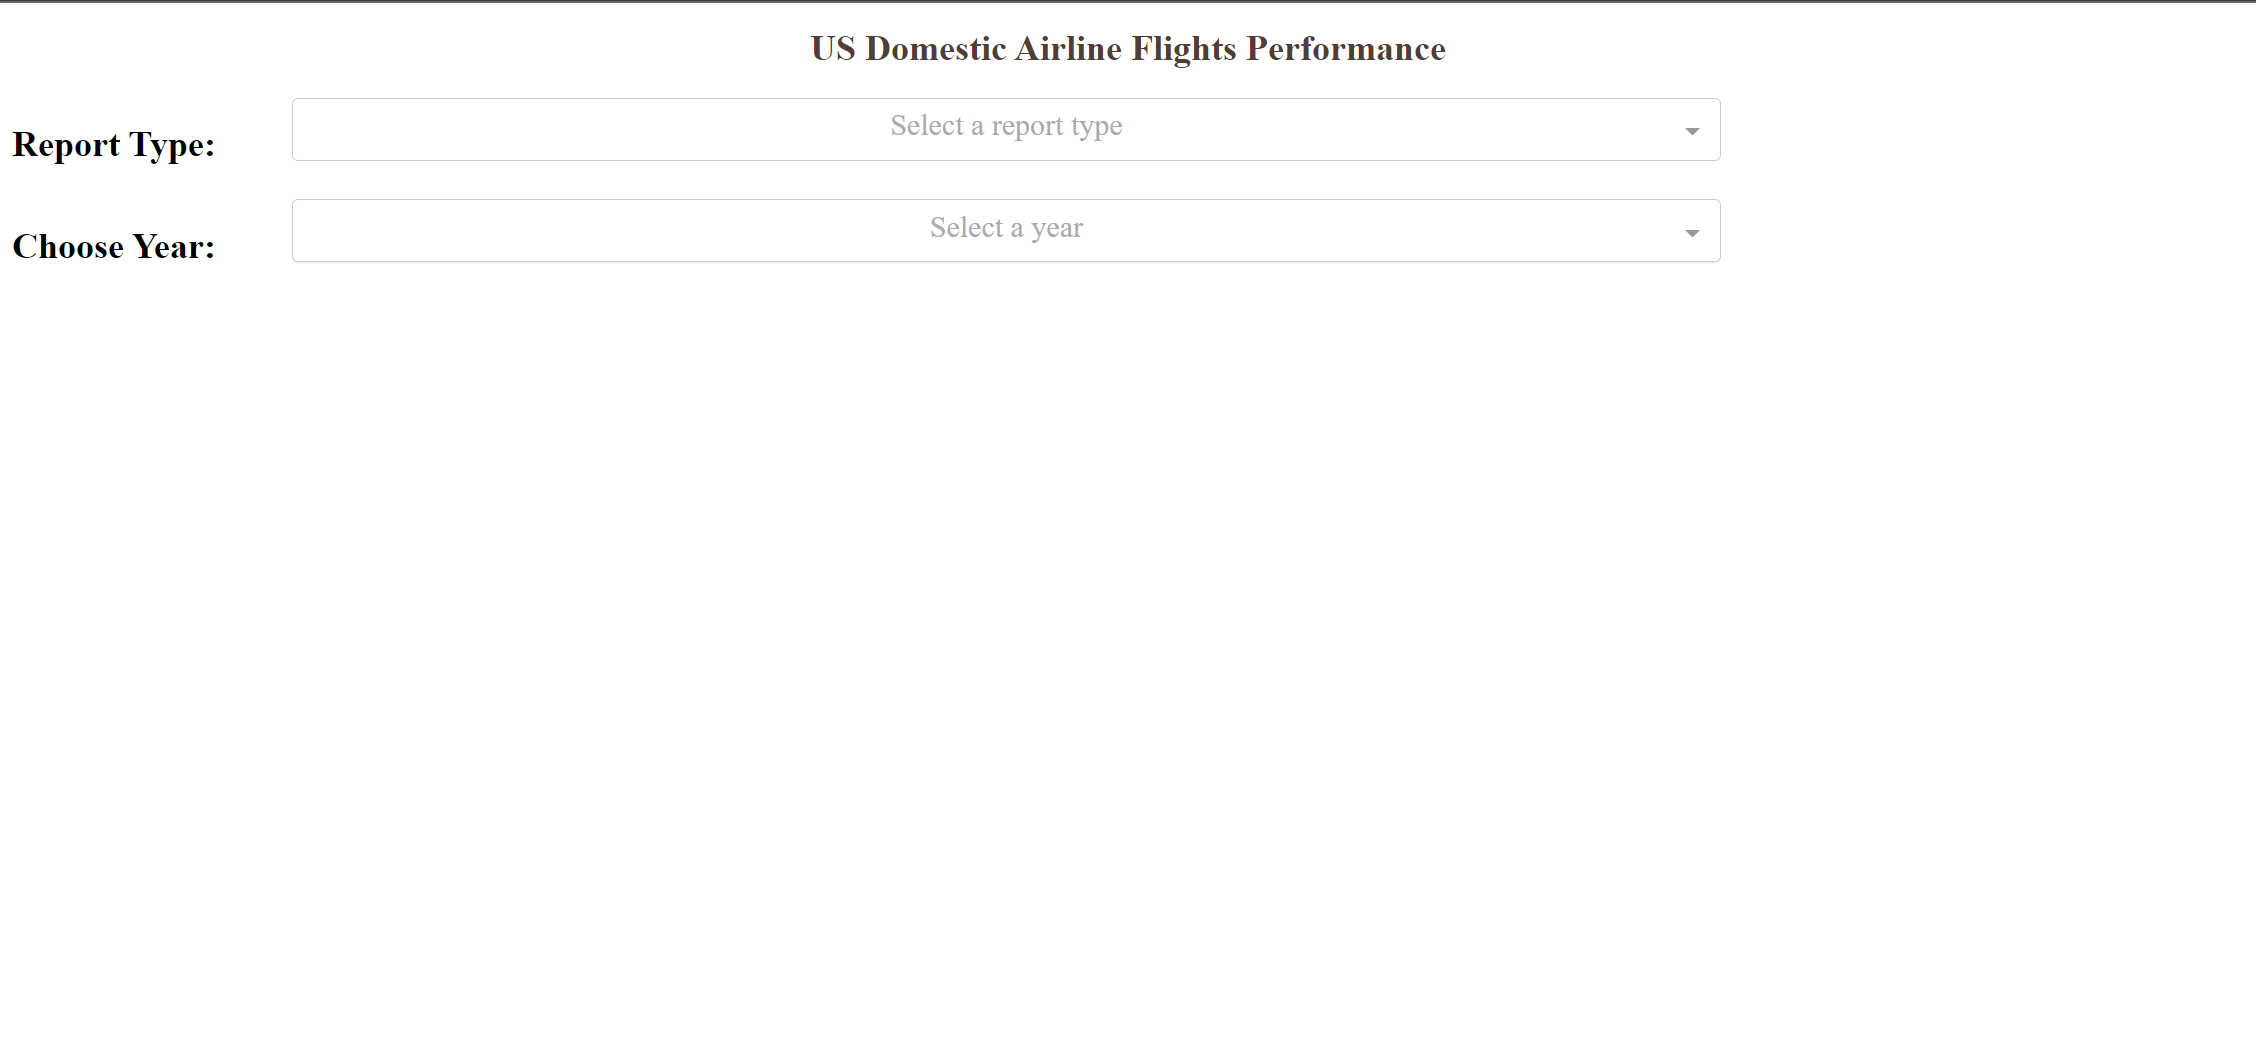 US Domestic Airline Flights Performance
Report Type:
Select a report type
Choose Year:
Select a year